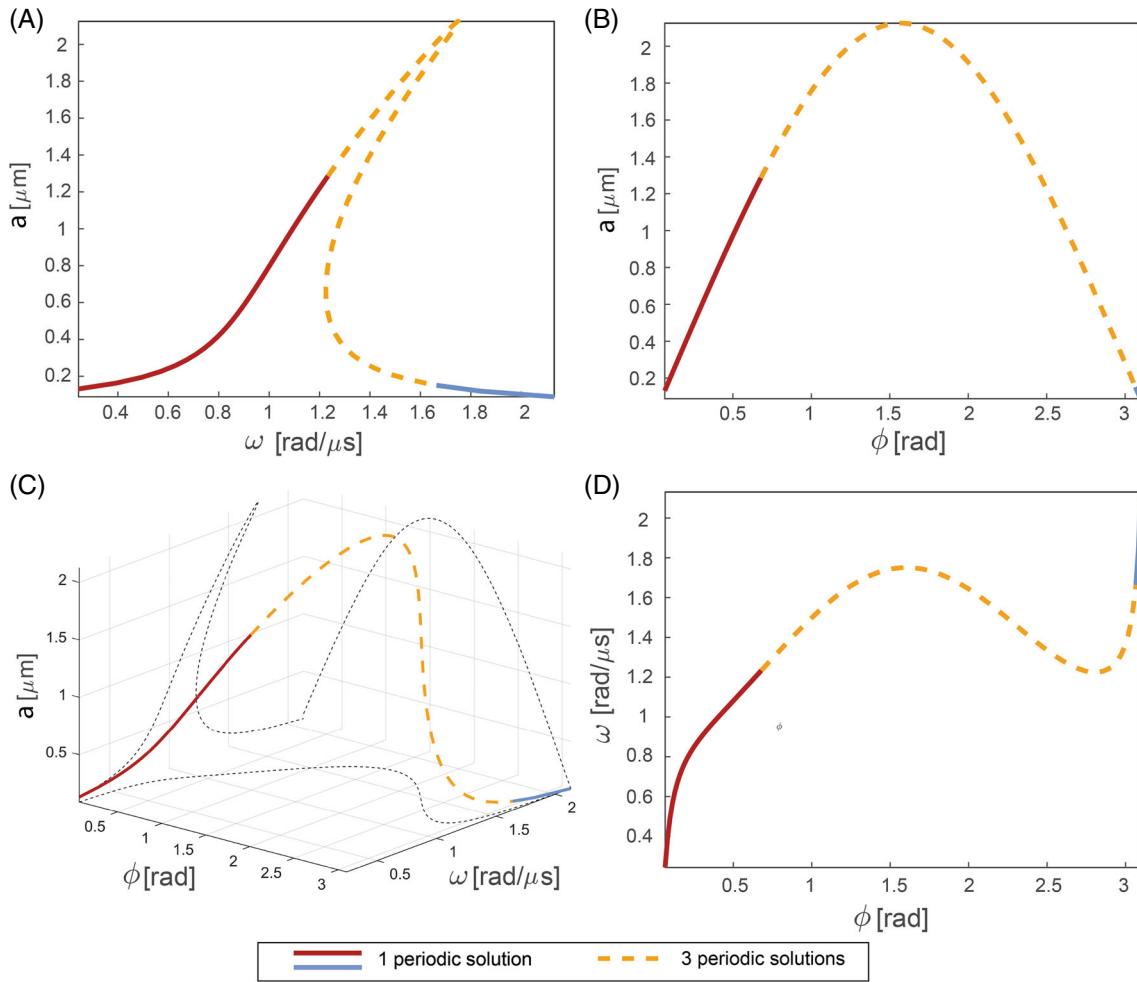 (A)
2
1.8
1.6
1.4
1.2
1
0.8
0.6
0.4
0.2
a [μm]
0.4 0.6 0.8 1 1.2 1.4 1.6 1.8 2
ω [rad/μs]
(B)
2
1.8
1.6
1.4
1.2
1
0.8
0.6
0.4
0.2
a [μm]
0.5 1 1.5 2 2.5 3
ϕ [rad]
(C)
2
1.5
1
0.5
a [μm]
0.5 1 1.5 2 2.5 3
ϕ [rad]
0.5 1 1.5 2
ω [rad/μs]
(D)
2
1.8
1.6
1.4
1.2
1
0.8
0.6
0.4
ω [rad/μs]
ϕ
0.5 1 1.5 2 2.5 3
ϕ [rad]
1 periodic solution 3 periodic solutions